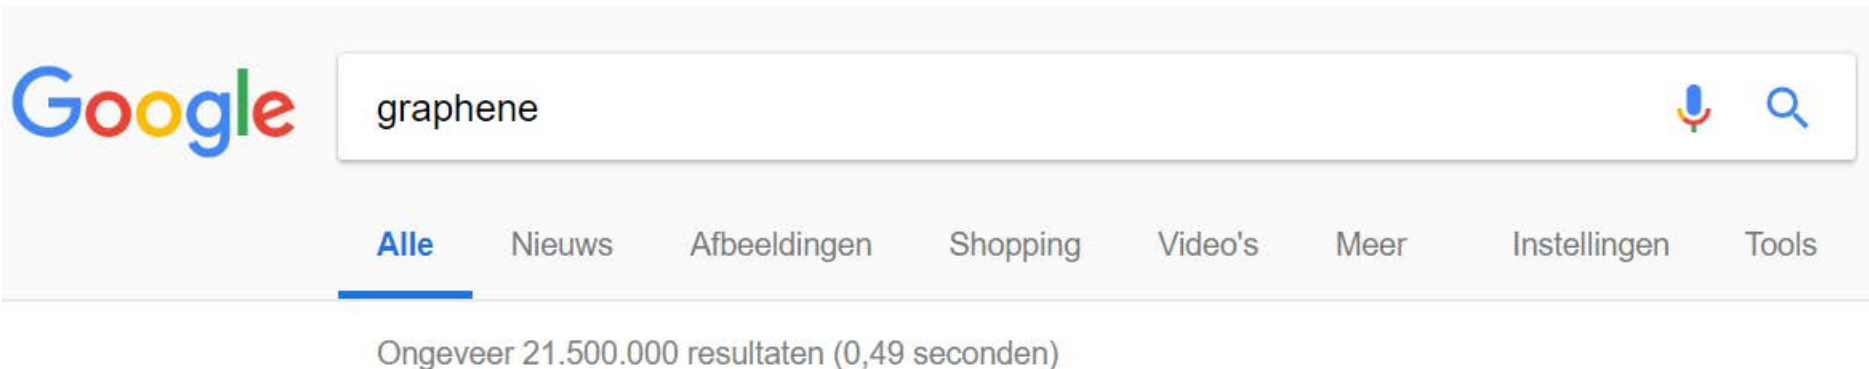 Google graphene
Alle Nieuws Afbeeldingen Shopping Video's Meer Instellingen Tools
Ongeveer 21.500.000 resultaten (0,49 seconden)